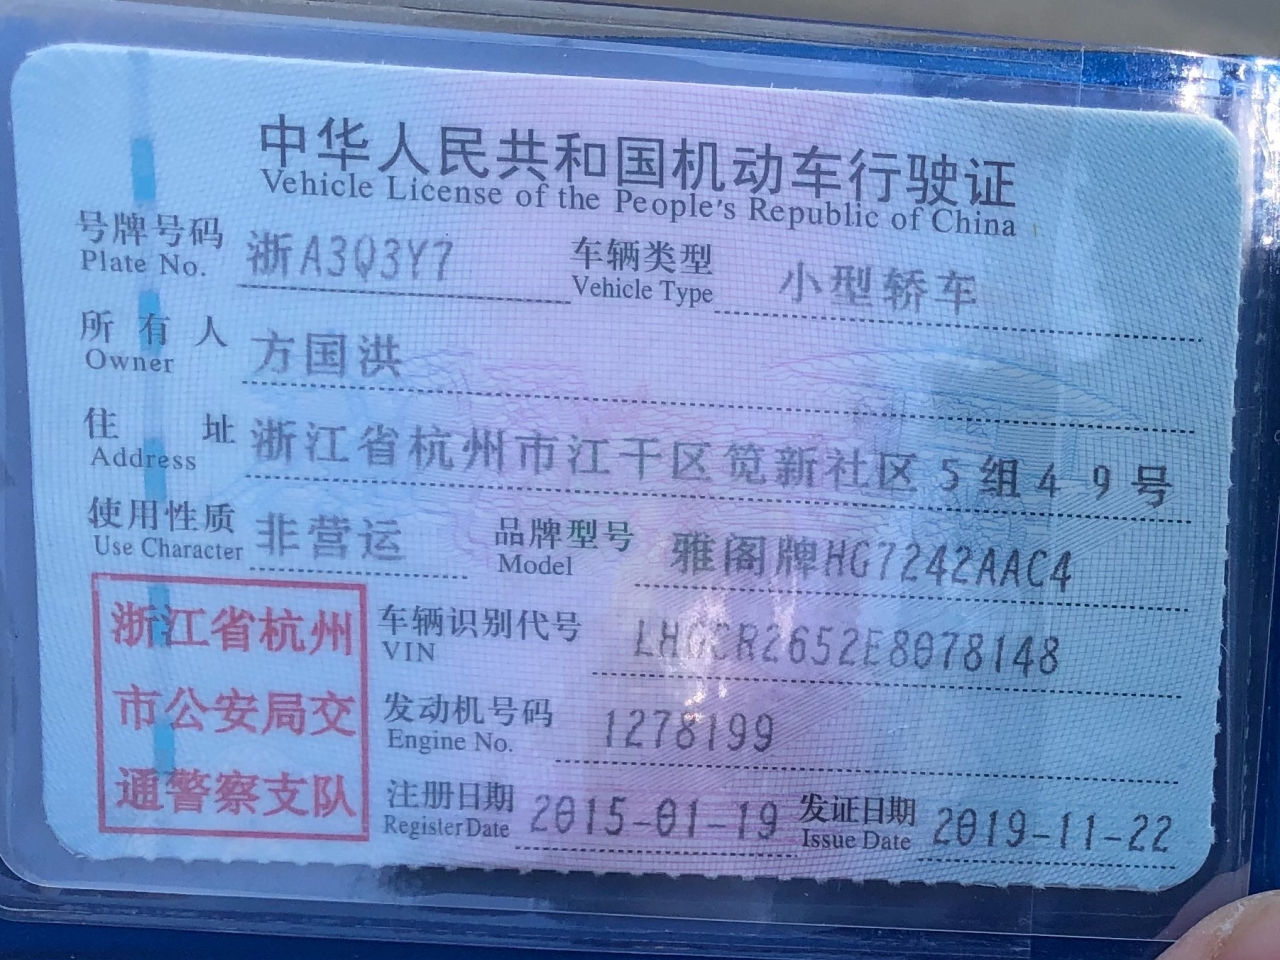 中华人民共和国机动车行驶证
Vehicle License of the People's Republic of China
号牌号码 浙A3Q3Y7 车辆类型 小型轿车
Plate No. Vehicle Type
所有人 方国洪
Owner
住址 浙江省杭州市江干区笕新社区5组49号
Address
使用性质 非营运 品牌型号 雅阁牌HG7242AAC4
Use Character Model
浙江省杭州
市公安局交
通警察支队
车辆识别代号 LHGCR2652E8078148
VIN
发动机号码 1278199
Engine No.
注册日期 2015-01-19 发证日期 2019-11-22
Register Date Issue Date